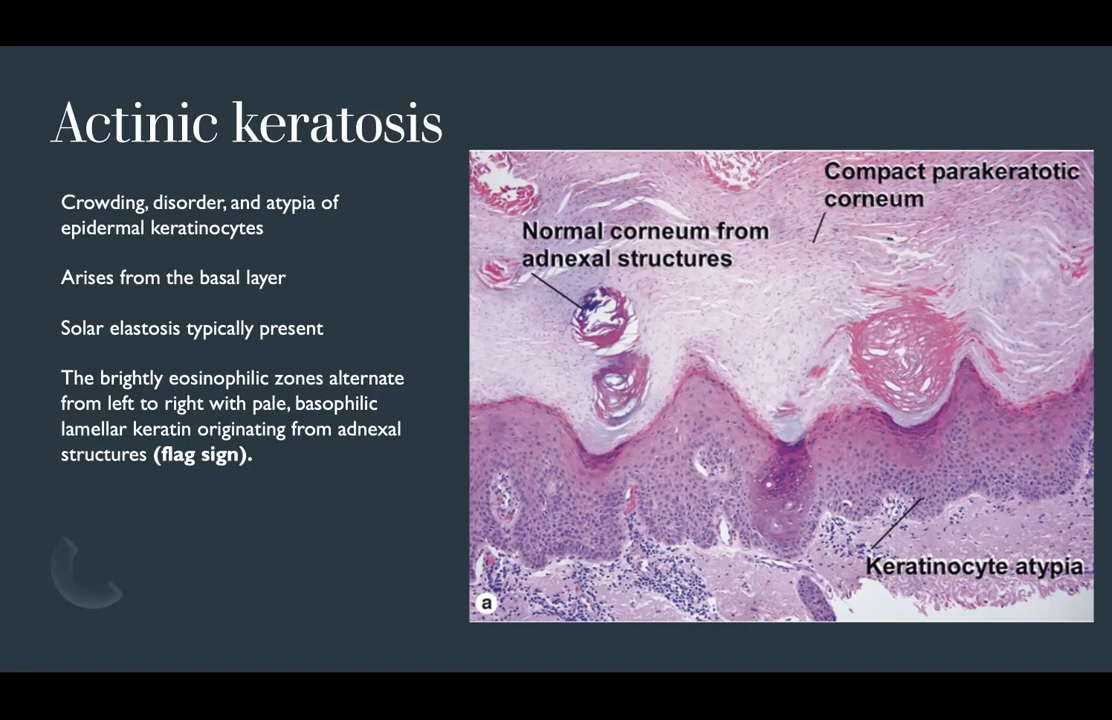 Actinic keratosis
Crowding, disorder, and atypia of
epidermal keratinocytes
Arises from the basal layer
Solar elastosis typically present
The brightly eosinophilic zones alternate
from left to right with pale, basophilic
lamellar keratin originating from adnexal
structures (flag sign).
Compact parakeratotic
corneum
Normal corneum from
adnexal structures
Keratinocyte atypia
a